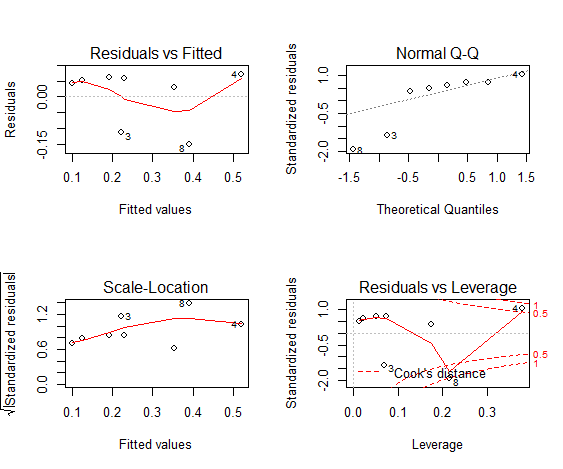 Residuals vs Fitted
Residuals
0.00
-0.15
4
3
8
0.1 0.2 0.3 0.4 0.5
Fitted values
Normal Q-Q
Standardized residuals
1.0
-0.5
-2.0
4
3
8
-1.5 -0.5 0.0 0.5 1.0 1.5
Theoretical Quantiles
Scale-Location
√|Standardized residuals|
1.2
0.6
0.0
8
3
4
0.1 0.2 0.3 0.4 0.5
Fitted values
Residuals vs Leverage
Standardized residuals
1.0
-0.5
-2.0
4
1
0.5
3
0.5
1
Cook's distance
8
0.0 0.1 0.2 0.3
Leverage